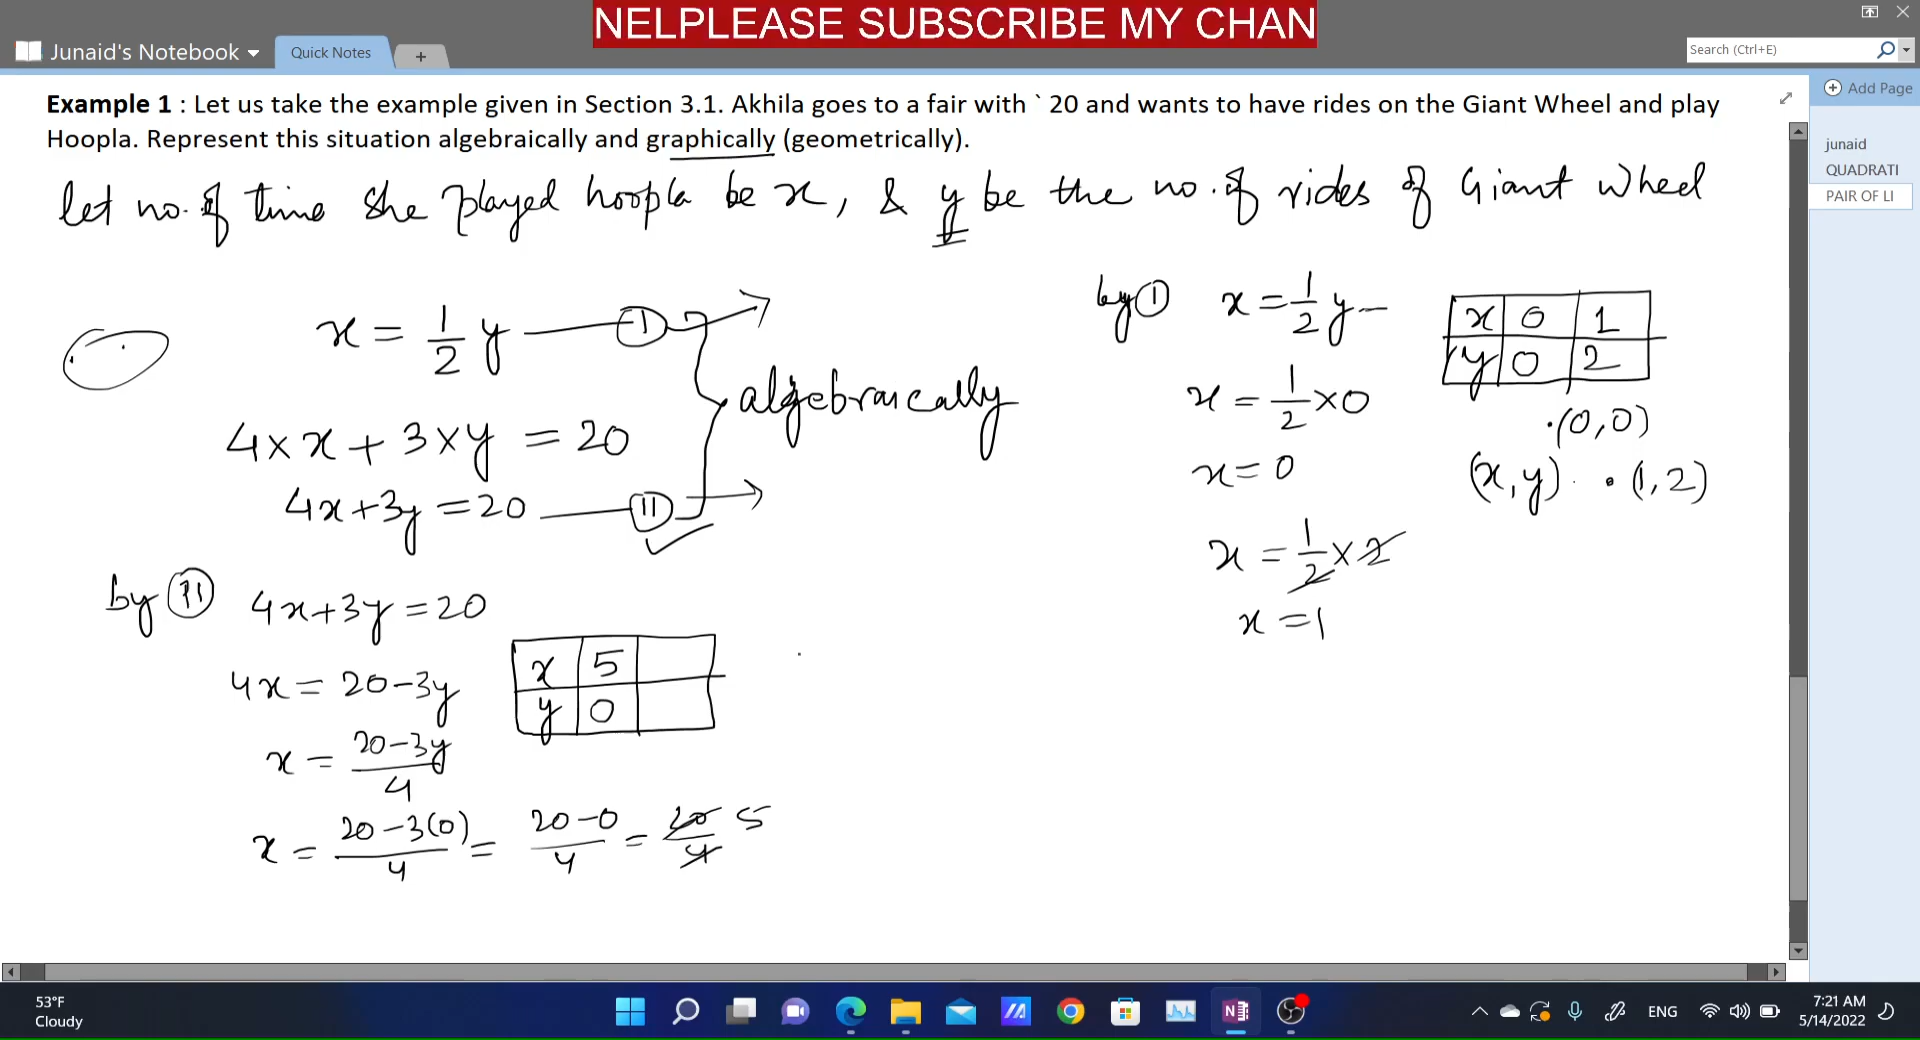 NELPLEASE SUBSCRIBE MY CHAN
Junaid's Notebook
Quick Notes
+
Search (Ctrl+E)
Add Page
junaid
QUADRATI
PAIR OF LI
Example 1 : Let us take the example given in Section 3.1. Akhila goes to a fair with ` 20 and wants to have rides on the Giant Wheel and play
Hoopla. Represent this situation algebraically and graphically (geometrically).
let no. of time she played hoopla be x, & y be the no. of rides of Giant wheel
x = 1/2 y — I
4 × x + 3 × y = 20
4x + 3y = 20 — II
algebraically
by II 4x + 3y = 20
4x = 20 - 3y
x = 20 - 3y / 4
x = 20 - 3(0) / 4 = 20 - 0 / 4 = 20 / 4 5
x 5
y 0
by I x = 1/2 y -
x = 1/2 × 0
x = 0
x = 1/2 × 2
x = 1
x 0 1
y 0 2
. (0,0)
(x,y) . (1,2)
53°F
Cloudy
ENG
7:21 AM
5/14/2022